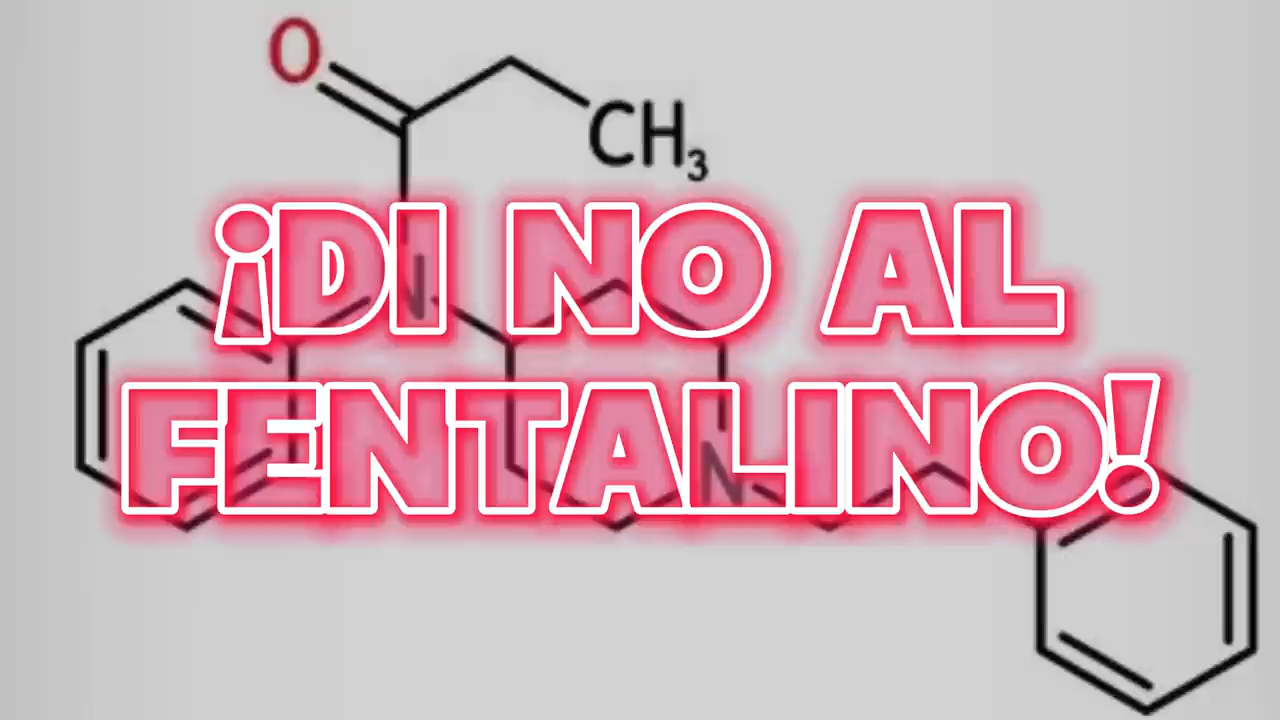 O
CH₃
¡DI NO AL
N
FENTALINO!
N